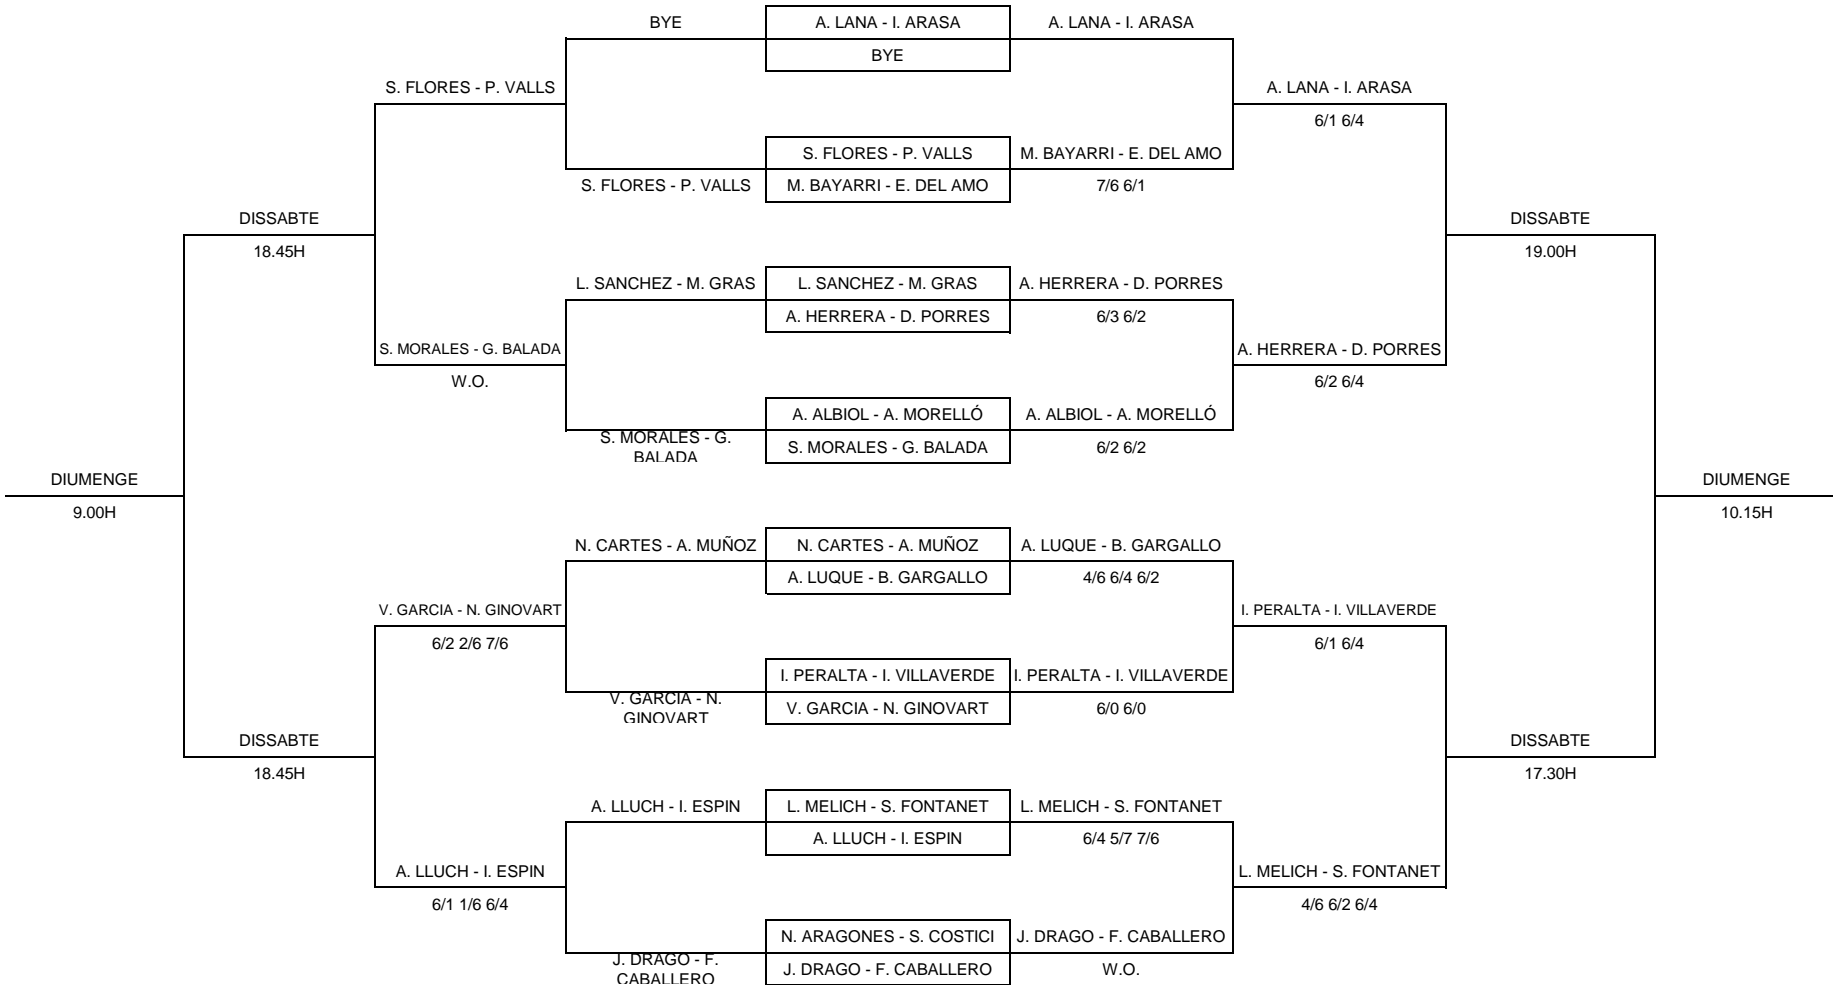 BYE
A. LANA - I. ARASA
A. LANA - I. ARASA
BYE
S. FLORES - P. VALLS
A. LANA - I. ARASA
6/1 6/4
S. FLORES - P. VALLS
M. BAYARRI - E. DEL AMO
S. FLORES - P. VALLS
M. BAYARRI - E. DEL AMO
7/6 6/1
DISSABTE
DISSABTE
18.45H
19.00H
L. SANCHEZ - M. GRAS
L. SANCHEZ - M. GRAS
A. HERRERA - D. PORRES
A. HERRERA - D. PORRES
6/3 6/2
S. MORALES - G. BALADA
A. HERRERA - D. PORRES
W.O.
6/2 6/4
A. ALBIOL - A. MORELLÓ
A. ALBIOL - A. MORELLÓ
S. MORALES - G.
BALADA
S. MORALES - G. BALADA
6/2 6/2
DIUMENGE
DIUMENGE
9.00H
10.15H
N. CARTES - A. MUÑOZ
N. CARTES - A. MUÑOZ
A. LUQUE - B. GARGALLO
A. LUQUE - B. GARGALLO
4/6 6/4 6/2
V. GARCIA - N. GINOVART
I. PERALTA - I. VILLAVERDE
6/2 2/6 7/6
6/1 6/4
I. PERALTA - I. VILLAVERDE
I. PERALTA - I. VILLAVERDE
V. GARCIA - N.
GINOVART
V. GARCIA - N. GINOVART
6/0 6/0
DISSABTE
DISSABTE
18.45H
17.30H
A. LLUCH - I. ESPIN
L. MELICH - S. FONTANET
L. MELICH - S. FONTANET
A. LLUCH - I. ESPIN
6/4 5/7 7/6
A. LLUCH - I. ESPIN
L. MELICH - S. FONTANET
6/1 1/6 6/4
4/6 6/2 6/4
N. ARAGONES - S. COSTICI
J. DRAGO - F. CABALLERO
J. DRAGO - F.
CABALLERO
J. DRAGO - F. CABALLERO
W.O.